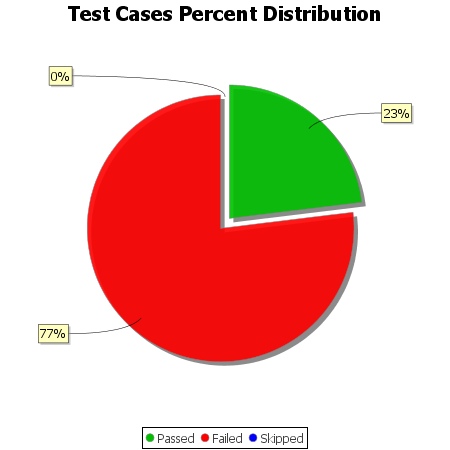 Test Cases Percent Distribution
0%
23%
77%
Passed Failed Skipped